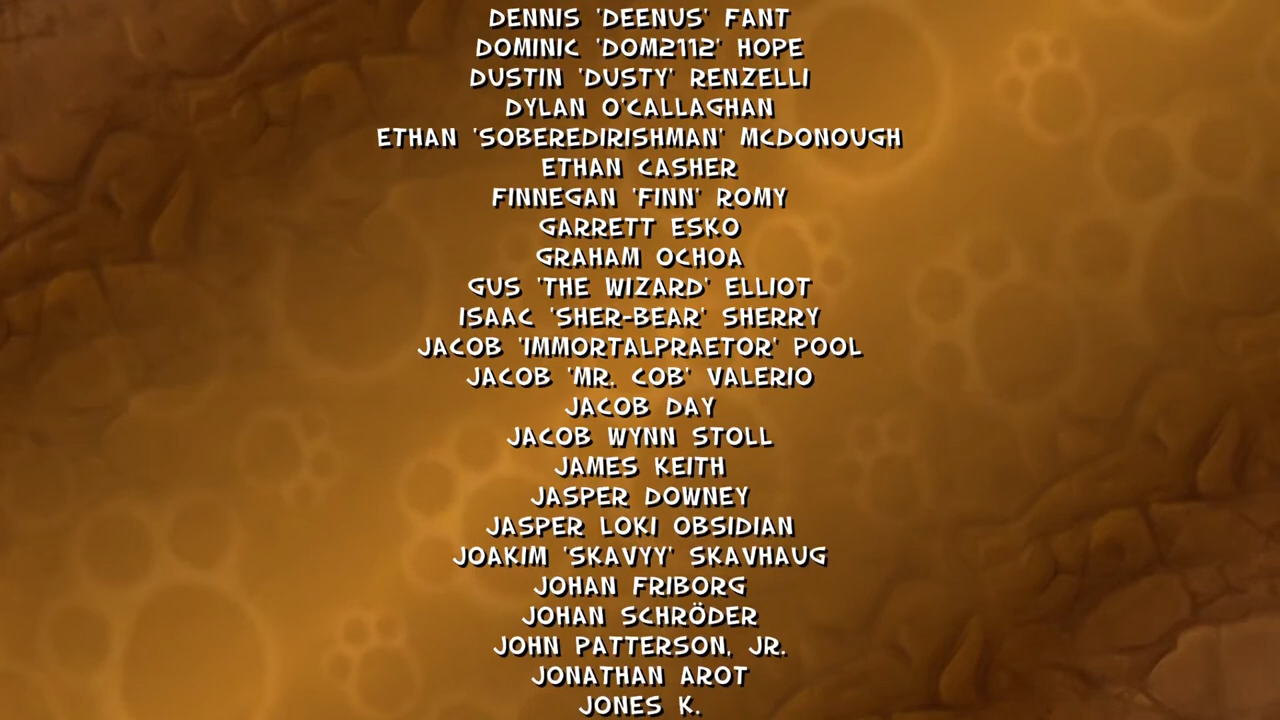 DENNIS 'DEENUS' FANT
DOMINIC 'DOM2112' HOPE
DUSTIN 'DUSTY' RENZELLI
DYLAN O'CALLAGHAN
ETHAN 'SOBEREDIRISHMAN' MCDONOUGH
ETHAN CASHER
FINNEGAN 'FINN' ROMY
GARRETT ESKO
GRAHAM OCHOA
GUS 'THE WIZARD' ELLIOT
ISAAC 'SHER-BEAR' SHERRY
JACOB 'IMMORTALPRAETOR' POOL
JACOB 'MR. COB' VALERIO
JACOB DAY
JACOB WYNN STOLL
JAMES KEITH
JASPER DOWNEY
JASPER LOKI OBSIDIAN
JOAKIM 'SKAVYY' SKAVHAUG
JOHAN FRIBORG
JOHAN SCHRÖDER
JOHN PATTERSON, JR.
JONATHAN AROT
JONES K.